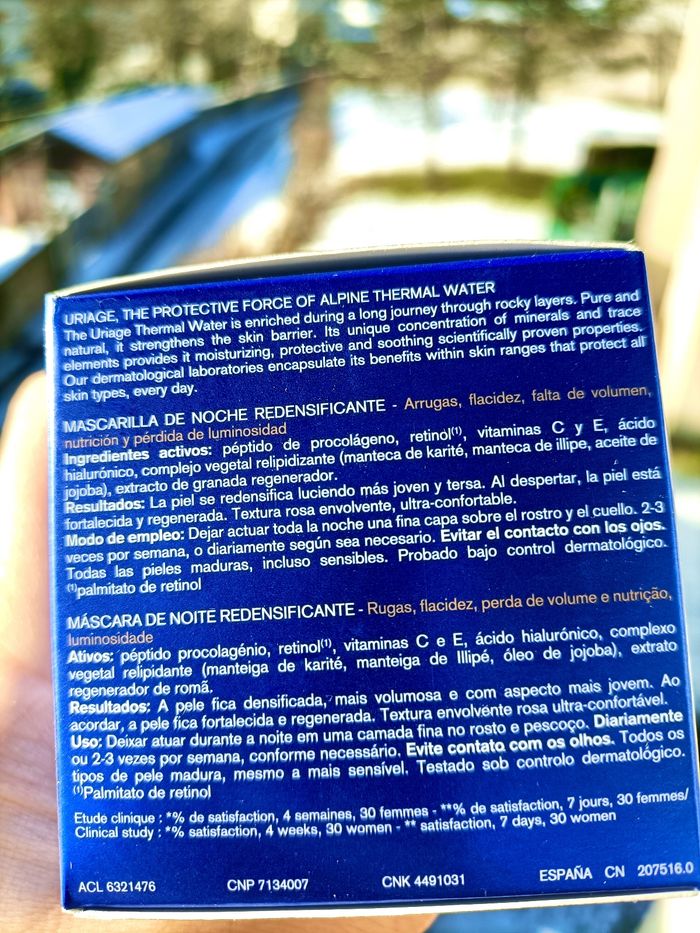 URIAGE, THE PROTECTIVE FORCE OF ALPINE THERMAL WATER
The Uriage Thermal Water is enriched during a long journey through rocky layers. Pure and
natural, it strengthens the skin barrier. Its unique concentration of minerals and trace
elements provides it moisturizing, protective and soothing scientifically proven properties.
Our dermatological laboratories encapsulate its benefits within skin ranges that protect all
skin types, every day.
MASCARILLA DE NOCHE REDENSIFICANTE - Arrugas, flacidez, falta de volumen,
nutrición y pérdida de luminosidad
Ingredientes activos: péptido de procolágeno, retinol⁽¹⁾, vitaminas C y E, ácido
hialurónico, complejo vegetal relipidizante (manteca de karité, manteca de illipe, aceite de
jojoba), extracto de granada regenerador.
Resultados: La piel se redensifica luciendo más joven y tersa. Al despertar, la piel está
fortalecida y regenerada. Textura rosa envolvente, ultra-confortable.
Modo de empleo: Dejar actuar toda la noche una fina capa sobre el rostro y el cuello. 2-3
veces por semana, o diariamente según sea necesario. Evitar el contacto con los ojos.
Todas las pieles maduras, incluso sensibles. Probado bajo control dermatológico.
⁽¹⁾palmitato de retinol
MÁSCARA DE NOITE REDENSIFICANTE - Rugas, flacidez, perda de volume e nutrição,
luminosidade
Ativos: péptido procolagénio, retinol⁽¹⁾, vitaminas C e E, ácido hialurónico, complexo
vegetal relipidante (manteiga de karité, manteiga de Illipé, óleo de jojoba), extrato
regenerador de romã.
Resultados: A pele fica densificada, mais volumosa e com aspecto mais jovem. Ao
acordar, a pele fica fortalecida e regenerada. Textura envolvente rosa ultra-confortável.
Uso: Deixar atuar durante a noite em uma camada fina no rosto e pescoço. Diariamente
ou 2-3 vezes por semana, conforme necessário. Evite contato com os olhos. Todos os
tipos de pele madura, mesmo a mais sensível. Testado sob controlo dermatológico.
⁽¹⁾Palmitato de retinol
Etude clinique : *% de satisfaction, 4 semaines, 30 femmes - **% de satisfaction, 7 jours, 30 femmes/
Clinical study : *% satisfaction, 4 weeks, 30 women - ** satisfaction, 7 days, 30 women
ACL 6321476 CNP 7134007 CNK 4491031 ESPAÑA CN 207516.0